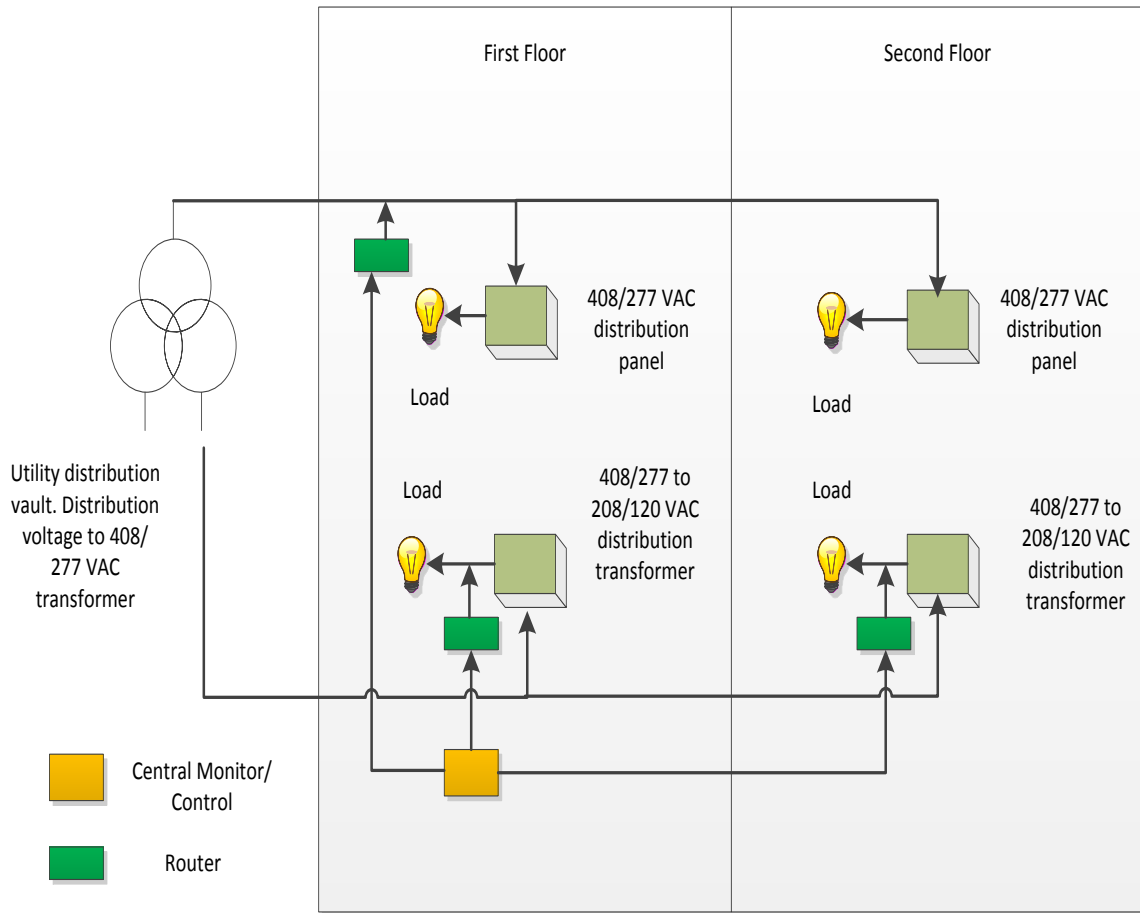 First Floor
Second Floor
408/277 VAC
distribution
panel
408/277 VAC
distribution
panel
Load
Load
Utility distribution
vault. Distribution
voltage to 408/
277 VAC
transformer
Load
408/277 to
208/120 VAC
distribution
transformer
Load
408/277 to
208/120 VAC
distribution
transformer
Central Monitor/
Control
Router